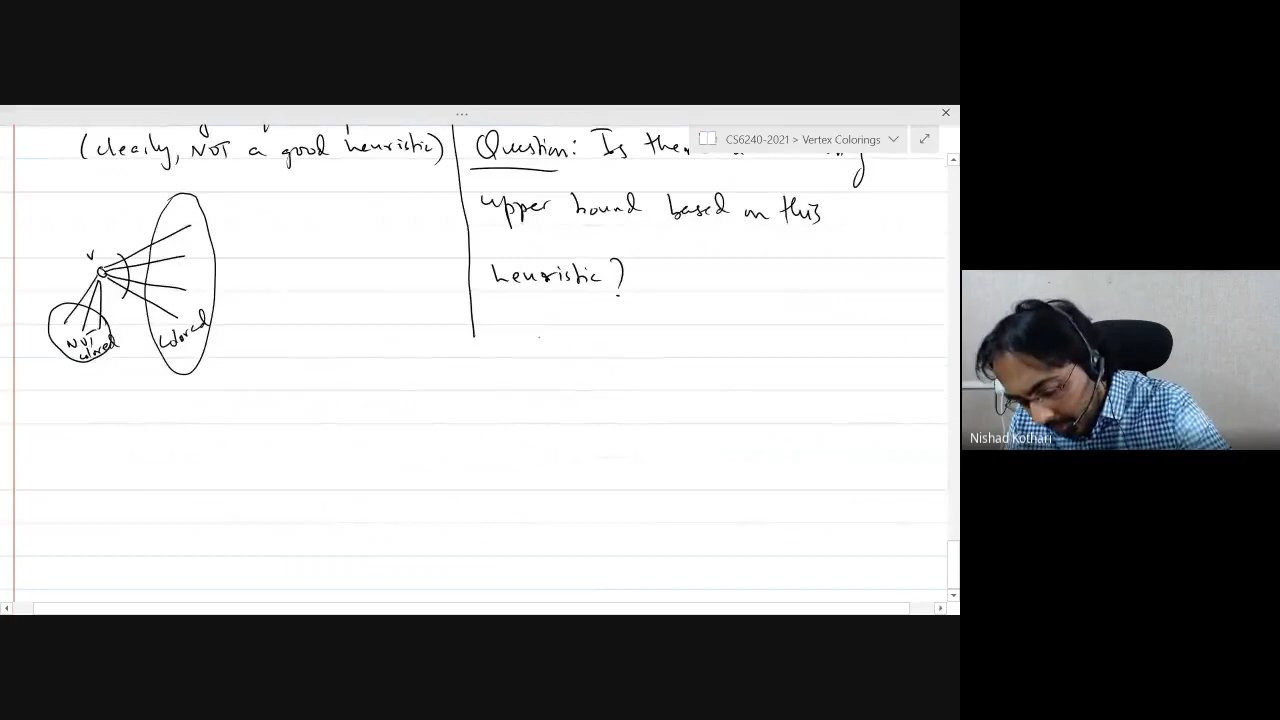 CS6240-2021 > Vertex Colorings
(clearly, NOT a good heuristic)
Question: Is
upper bound based on this
heuristic?
v
NOT
colored
colored
Nishad Kothari